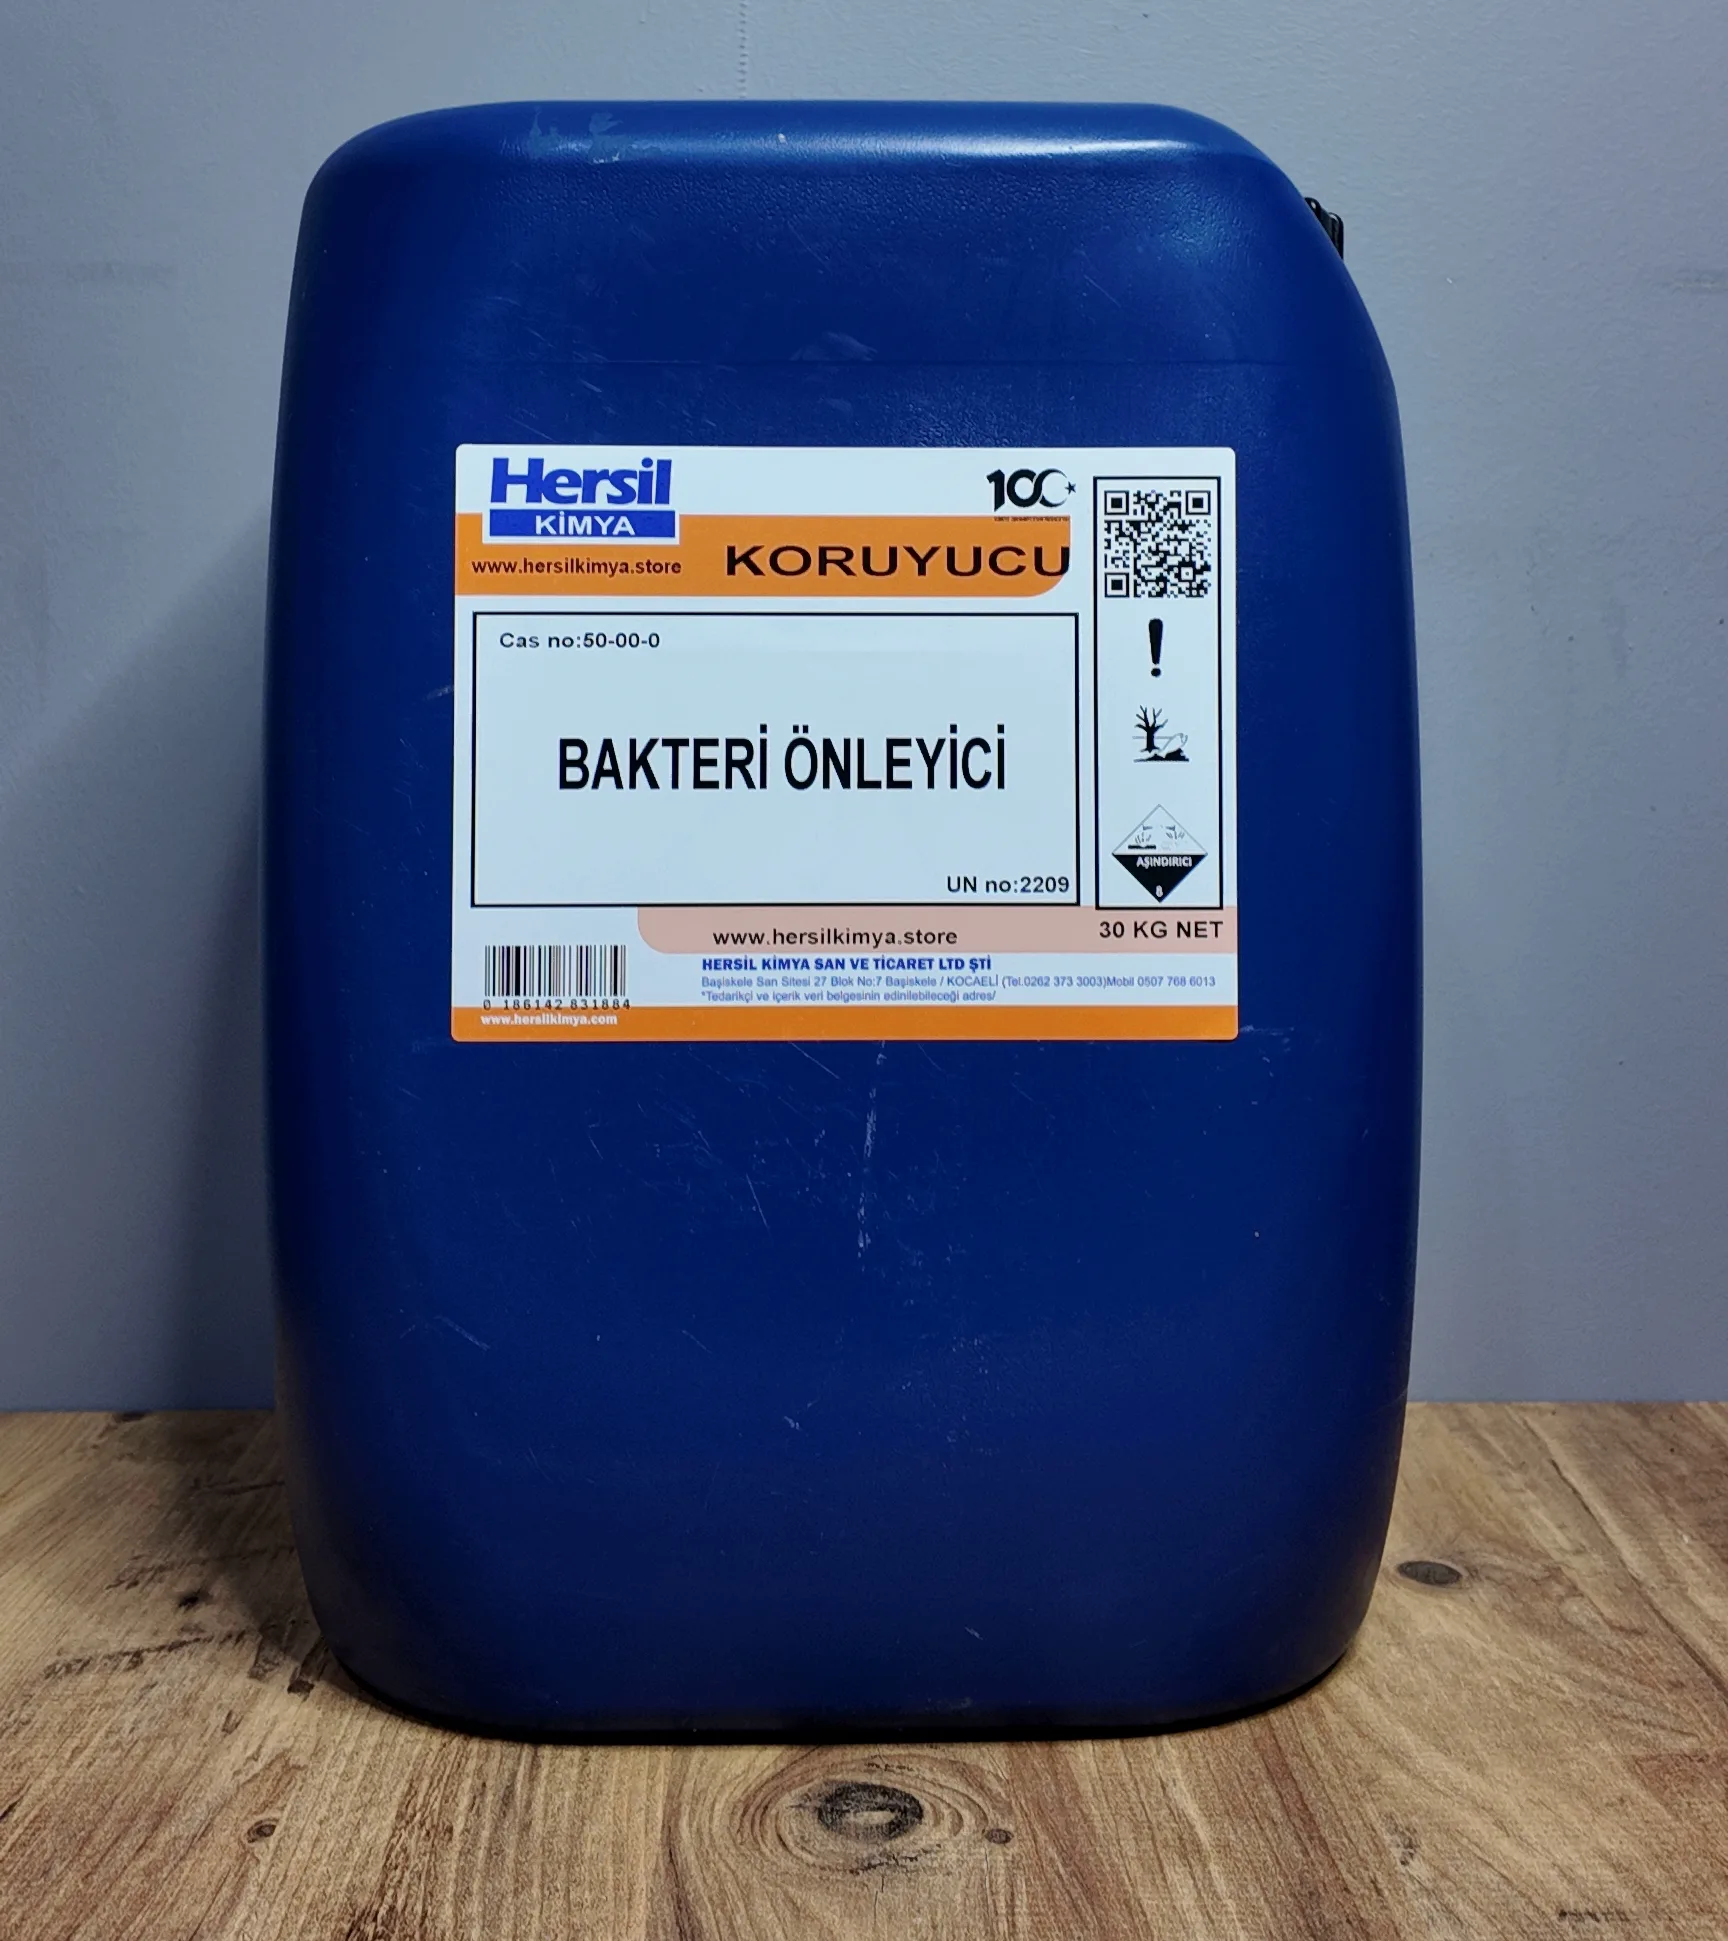 Hersil
KİMYA
100
www.hersilkimya.store
KORUYUCU
Cas no:50-00-0
BAKTERİ ÖNLEYİCİ
UN no:2209
AŞINDIRICI
8
30 KG NET
www.hersilkimya.store
HERSİL KİMYA SAN VE TİCARET LTD ŞTİ
Başiskele San Sitesi 27 Blok No:7 Başiskele / KOCAELİ (Tel.0262 373 3003)Mobil 0507 768 6013
*Tedarikçi ve içerik veri belgesinin edinilebileceği adres/
0 186142 831884
www.hersilkimya.com